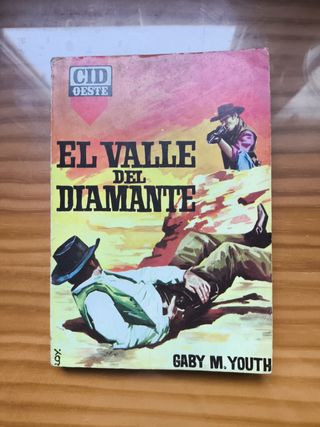 CID
OESTE
EL VALLE
DEL
DIAMANTE
GABY M. YOUTH